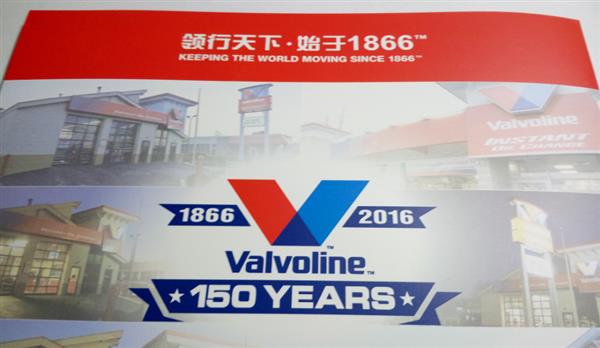 领行天下·始于1866™
KEEPING THE WORLD MOVING SINCE 1866™
Valvoline
INSTANT
OIL CHANGE
1866 2016
Valvoline™
150 YEARS